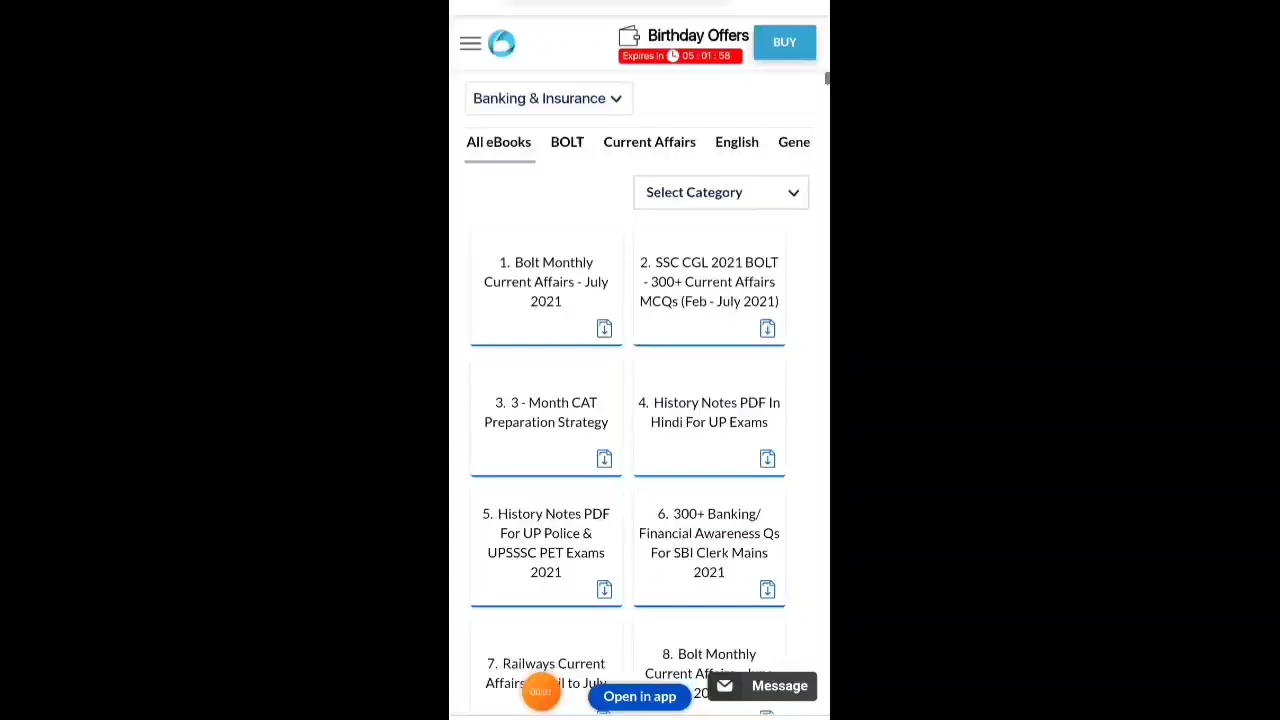 Birthday Offers
Expires In 05 : 01 : 58
BUY
Banking & Insurance
All eBooks BOLT Current Affairs English Gene
Select Category
1. Bolt Monthly
Current Affairs - July
2021
2. SSC CGL 2021 BOLT
- 300+ Current Affairs
MCQs (Feb - July 2021)
3. 3 - Month CAT
Preparation Strategy
4. History Notes PDF In
Hindi For UP Exams
5. History Notes PDF
For UP Police &
UPSSSC PET Exams
2021
6. 300+ Banking/
Financial Awareness Qs
For SBI Clerk Mains
2021
7. Railways Current
Affairs to July
8. Bolt Monthly
Current
00:01
Open in app
Message